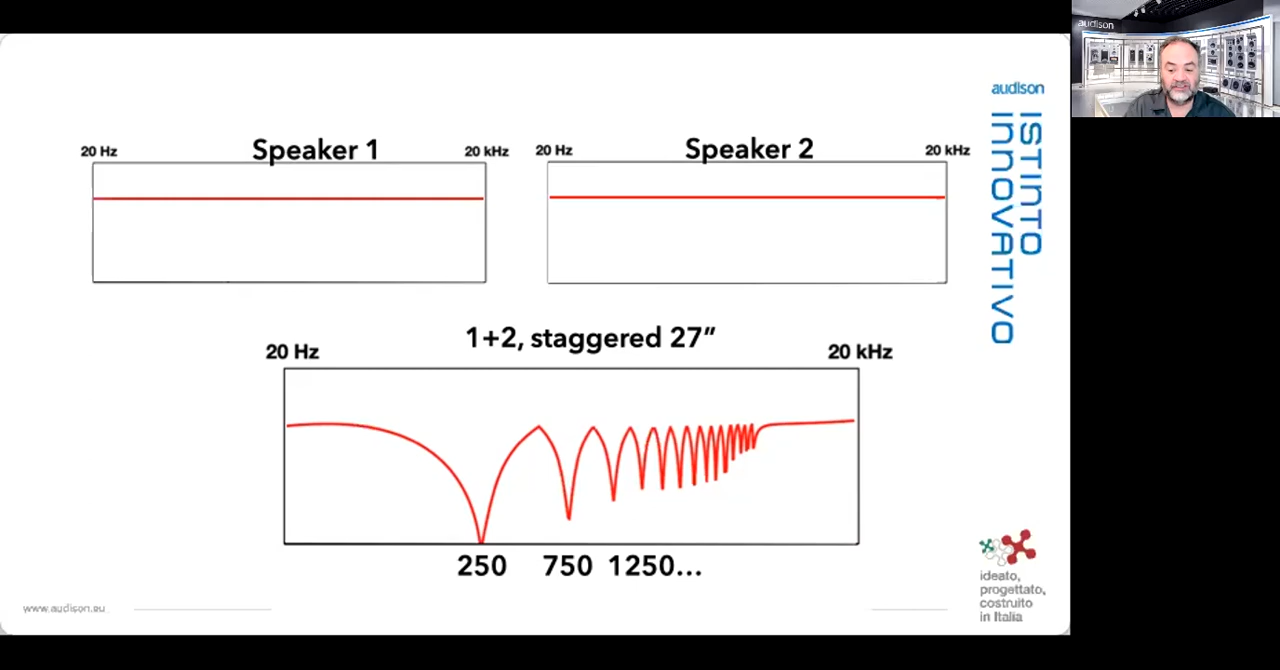 audison
audison
ISTINTO
INNOVATIVO
20 Hz
Speaker 1
20 kHz
20 Hz
Speaker 2
20 kHz
1+2, staggered 27”
20 Hz
20 kHz
250
750
1250...
ideato,
progettato,
costruito
in Italia
www.audison.eu